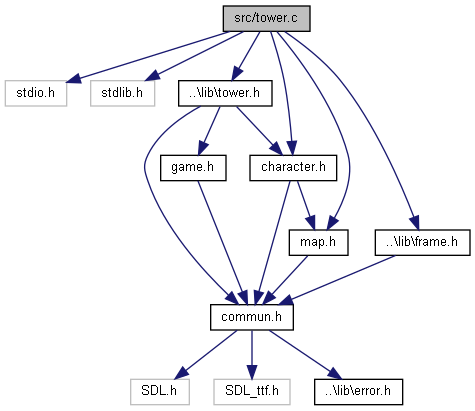 src/tower.c
stdio.h
stdlib.h
..\lib\tower.h
game.h
character.h
map.h
..\lib\frame.h
commun.h
SDL.h
SDL_ttf.h
..\lib\error.h